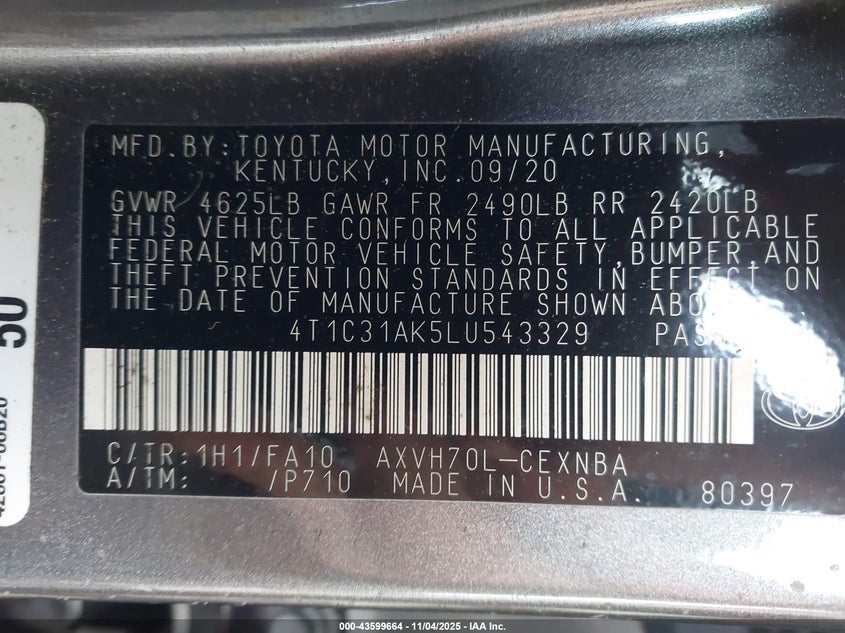 MFD.BY:TOYOTA MOTOR MANUFACTURING,
KENTUCKY,INC.09/20
GVWR 4625LB GAWR FR 2490LB RR 2420LB
THIS VEHICLE CONFORMS TO ALL APPLICABLE
FEDERAL MOTOR VEHICLE SAFETY,BUMPER,AND
THEFT PREVENTION STANDARDS IN EFFECT ON
THE DATE OF MANUFACTURE SHOWN
4T1C31AK5LU543329
C/TR:1H1/FA10 AXVH70L-CEXNBA
A/TM: /P710 MADE IN U.S.A. 80397
50
000-43599664 - 11/04/2025 - IAA Inc.